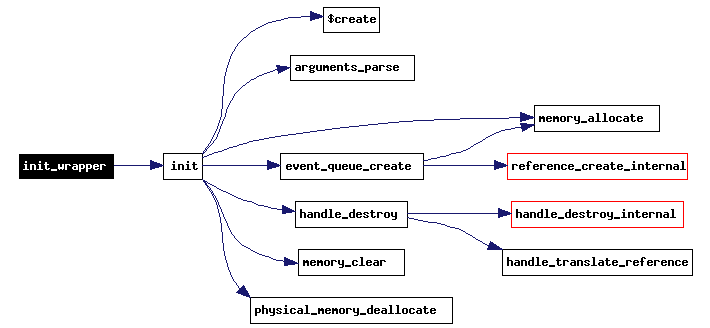 $create
arguments_parse
memory_allocate
init_wrapper
init
event_queue_create
reference_create_internal
handle_destroy
handle_destroy_internal
memory_clear
handle_translate_reference
physical_memory_deallocate